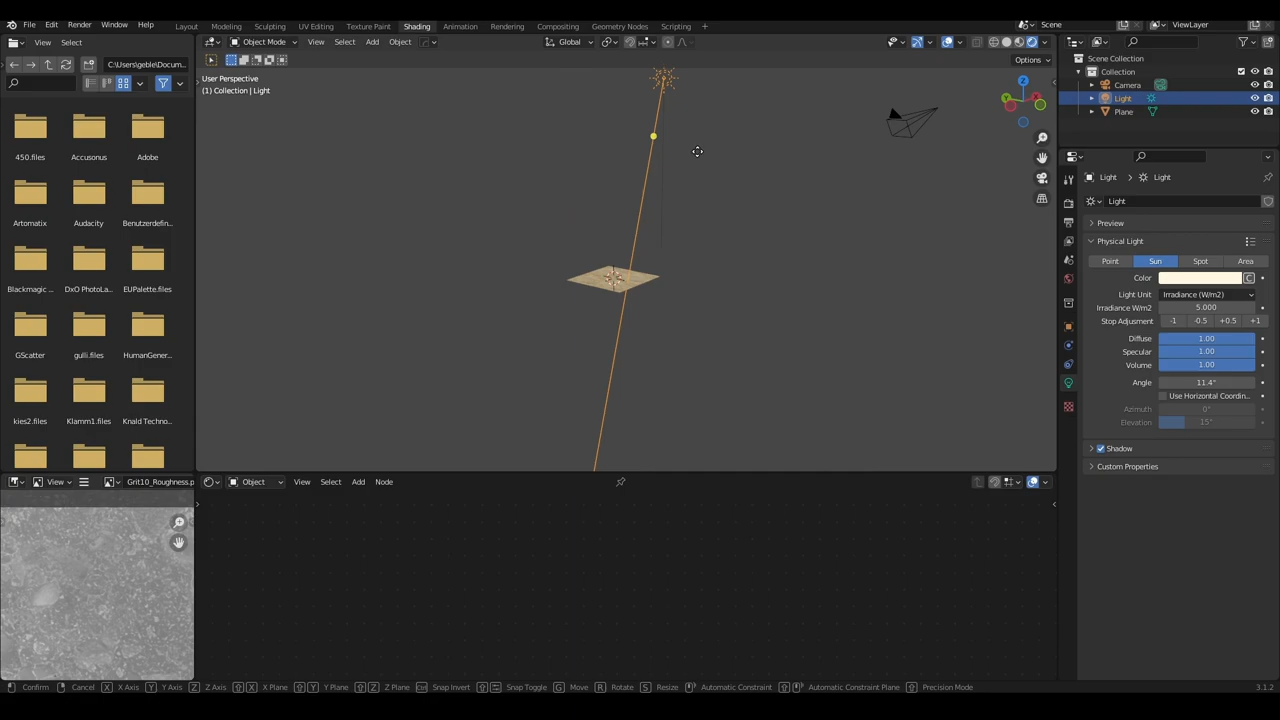 File Edit Render Window Help
Layout Modeling Sculpting UV Editing Texture Paint Shading Animation Rendering Compositing Geometry Nodes Scripting +
Scene
ViewLayer
View Select
C:\geble\Docum...
450.files Accusonus Adobe
Artomatix Audacity Benutzerdefin...
Blackmagic DxO PhotoLa... EUPalette.files
GScatter gulli.files HumanGener...
kies2.files Klamm1.files Knald Techno...
Object Mode View Select Add Object
Global
Options
User Perspective
(1) Collection | Light
Z
Y
X
Scene Collection
Collection
Camera
Light
Plane
Light > Light
Light
Preview
Physical Light
Point Sun Spot Area
Color C
Light Unit Irradiance (W/m2)
Irradiance W/m2 5.000
Stop Adjusment -1 -0.5 +0.5 +1
Diffuse 1.00
Specular 1.00
Volume 1.00
Angle 11.4°
Use Horizontal Coordin...
Azimuth 0°
Elevation 15°
Shadow
Custom Properties
View Grit10_Roughness.p
Object View Select Add Node
Confirm Cancel X X Axis Y Y Axis Z Z Axis X X Plane Y Y Plane Z Z Plane Snap Invert Snap Toggle G Move R Rotate S Resize Automatic Constraint Automatic Constraint Plane Precision Mode
3.1.2